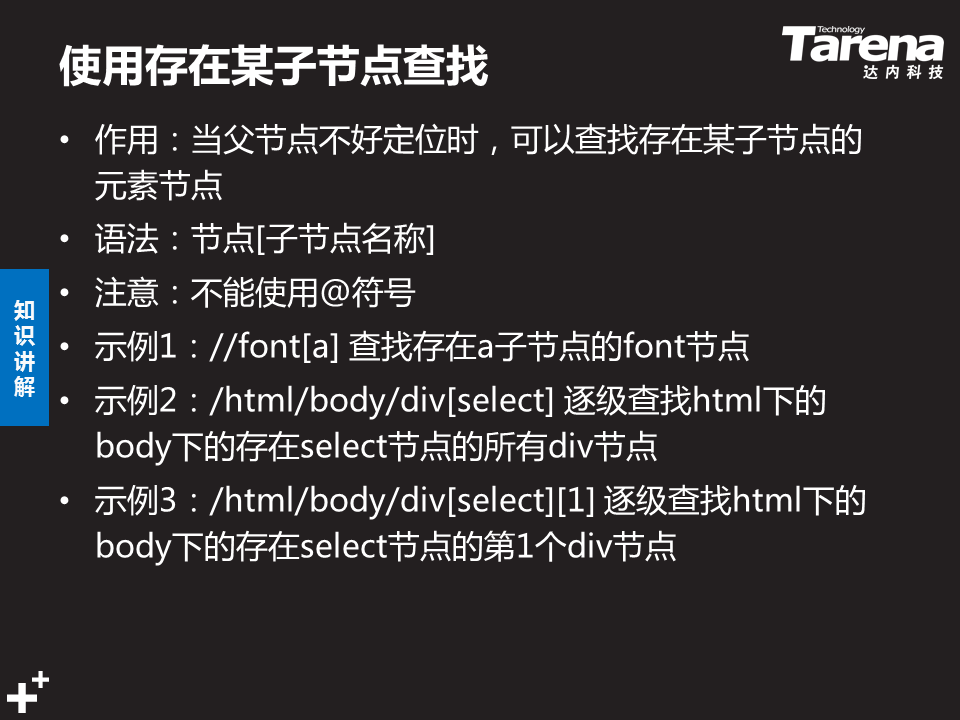 使用存在某子节点查找
Technology
Tarena
达内科技
• 作用：当父节点不好定位时，可以查找存在某子节点的
元素节点
• 语法：节点[子节点名称]
• 注意：不能使用@符号
• 示例1：//font[a] 查找存在a子节点的font节点
• 示例2：/html/body/div[select] 逐级查找html下的
body下的存在select节点的所有div节点
• 示例3：/html/body/div[select][1] 逐级查找html下的
body下的存在select节点的第1个div节点
知
识
讲
解